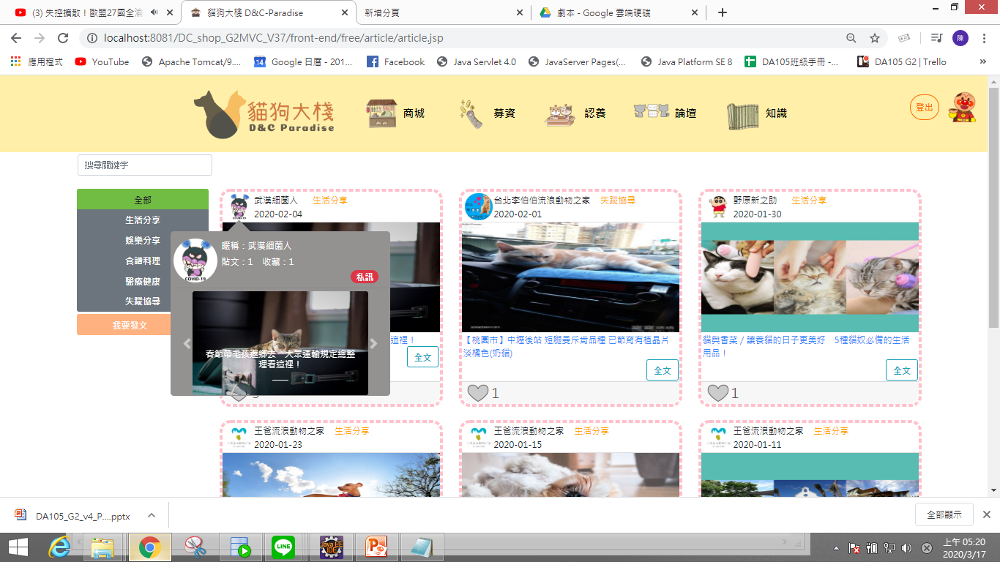 (3) 失控擴散！歐盟27國全淪
貓狗大棧 D&C-Paradise
新增分頁
劇本 - Google 雲端硬碟
localhost:8081/DC_shop_G2MVC_V37/front-end/free/article/article.jsp
陳
應用程式
YouTube
Apache Tomcat/9....
14
Google 日曆 - 201...
Facebook
Java Servlet 4.0
JavaServer Pages(...
Java Platform SE 8
DA105班級手冊 -...
DA105 G2 | Trello
貓狗大棧
D&C Paradise
商城
募資
認養
論壇
知識
登出
搜尋關鍵字
全部
生活分享
娛樂分享
食譜料理
醫療健康
失蹤協尋
我要發文
武漢細菌人 生活分享
2020-02-04
暱稱：武漢細菌人
貼文：1 收藏：1
私訊
COVID-19
春節帶毛孩返鄉去 大眾運輸規定總整
理看這裡！
這裡！
全文
台北李伯伯流浪動物之家 失蹤協尋
2020-02-01
【桃園市】中壢後站 短腿曼斥肯品種 已節育有植晶片
淡橘色(奶貓)
全文
1
野原新之助 生活分享
2020-01-30
貓與香菜 / 讓養貓的日子更美好 5種貓奴必備的生活
用品！
全文
1
王爸流浪動物之家 生活分享
2020-01-23
王爸流浪動物之家 生活分享
2020-01-15
王爸流浪動物之家 生活分享
2020-01-11
DA105_G2_v4_P....pptx
全部顯示
LINE
Java EE
IDE
上午 05:20
2020/3/17